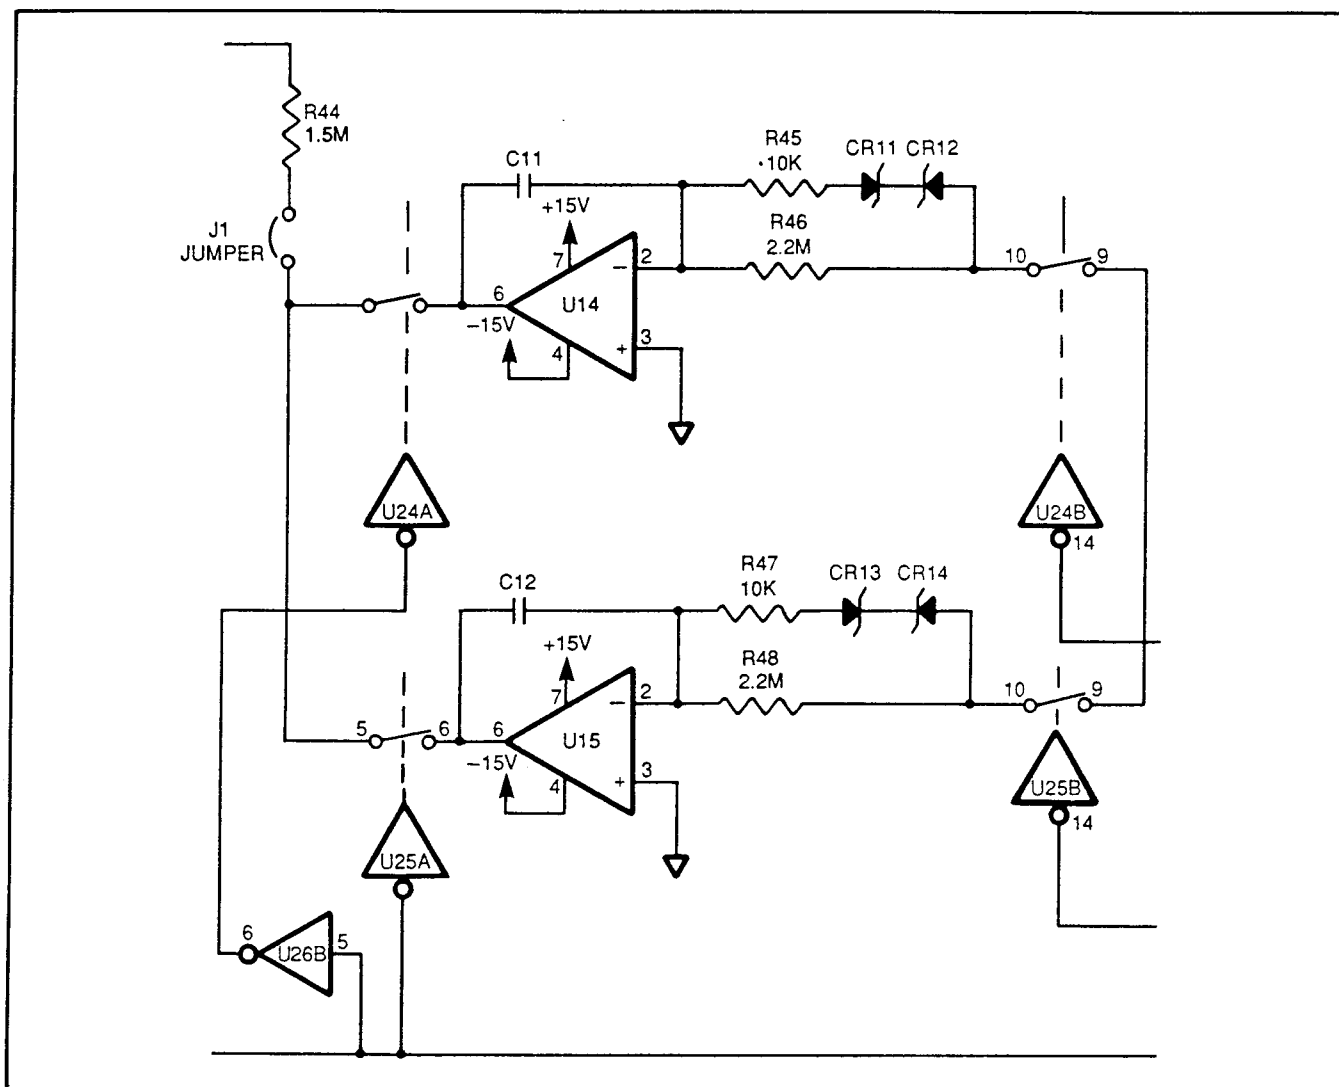 R44
1.5M
J1
JUMPER
C11
R45
10K
CR11 CR12
+15V
7
2
−
R46
2.2M
10 9
6
U14
−15V
4
+
3
U24A
U24B
14
C12
R47
10K
CR13 CR14
+15V
7
2
−
R48
2.2M
10 9
5 6
6
U15
−15V
4
+
3
U25B
14
U25A
6
U26B
5